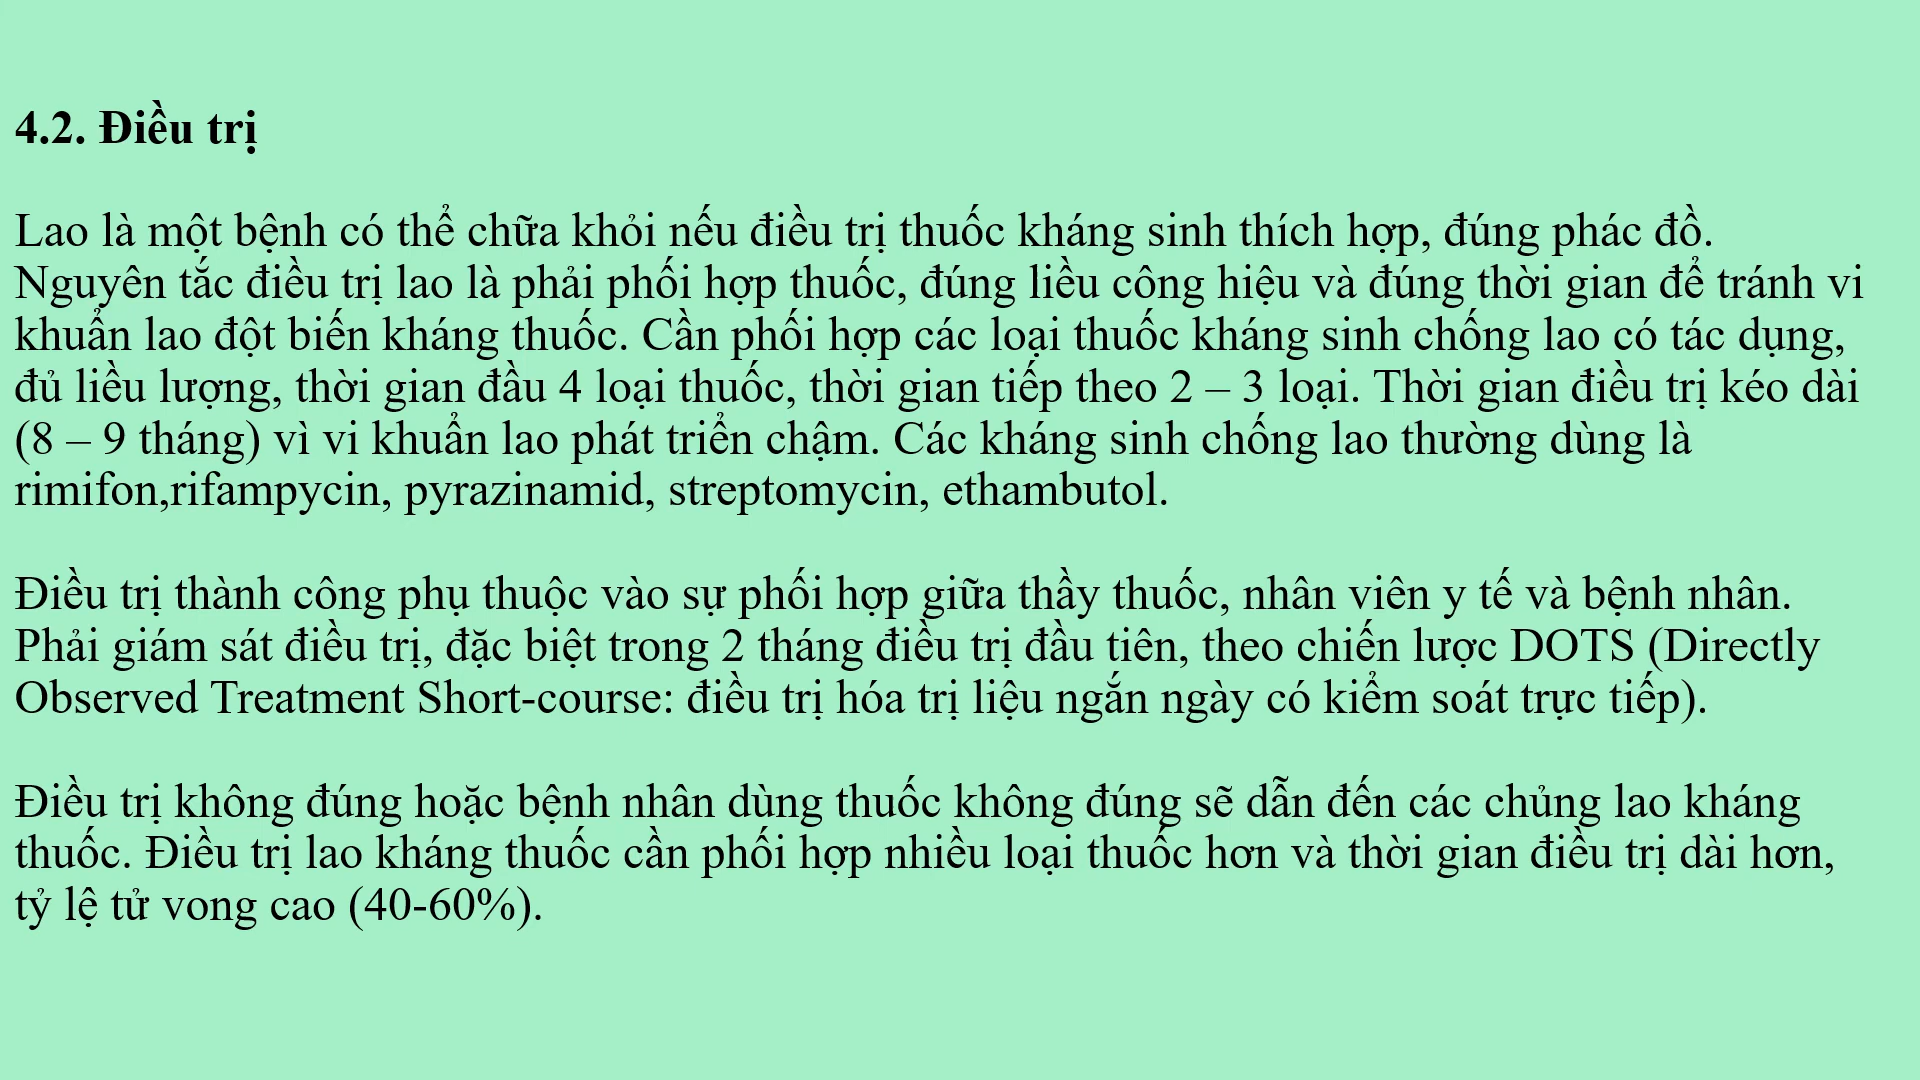 4.2. Điều trị
Lao là một bệnh có thể chữa khỏi nếu điều trị thuốc kháng sinh thích hợp, đúng phác đồ.
Nguyên tắc điều trị lao là phải phối hợp thuốc, đúng liều công hiệu và đúng thời gian để tránh vi
khuẩn lao đột biến kháng thuốc. Cần phối hợp các loại thuốc kháng sinh chống lao có tác dụng,
đủ liều lượng, thời gian đầu 4 loại thuốc, thời gian tiếp theo 2 – 3 loại. Thời gian điều trị kéo dài
(8 – 9 tháng) vì vi khuẩn lao phát triển chậm. Các kháng sinh chống lao thường dùng là
rimifon,rifampycin, pyrazinamid, streptomycin, ethambutol.
Điều trị thành công phụ thuộc vào sự phối hợp giữa thầy thuốc, nhân viên y tế và bệnh nhân.
Phải giám sát điều trị, đặc biệt trong 2 tháng điều trị đầu tiên, theo chiến lược DOTS (Directly
Observed Treatment Short-course: điều trị hóa trị liệu ngắn ngày có kiểm soát trực tiếp).
Điều trị không đúng hoặc bệnh nhân dùng thuốc không đúng sẽ dẫn đến các chủng lao kháng
thuốc. Điều trị lao kháng thuốc cần phối hợp nhiều loại thuốc hơn và thời gian điều trị dài hơn,
tỷ lệ tử vong cao (40-60%).